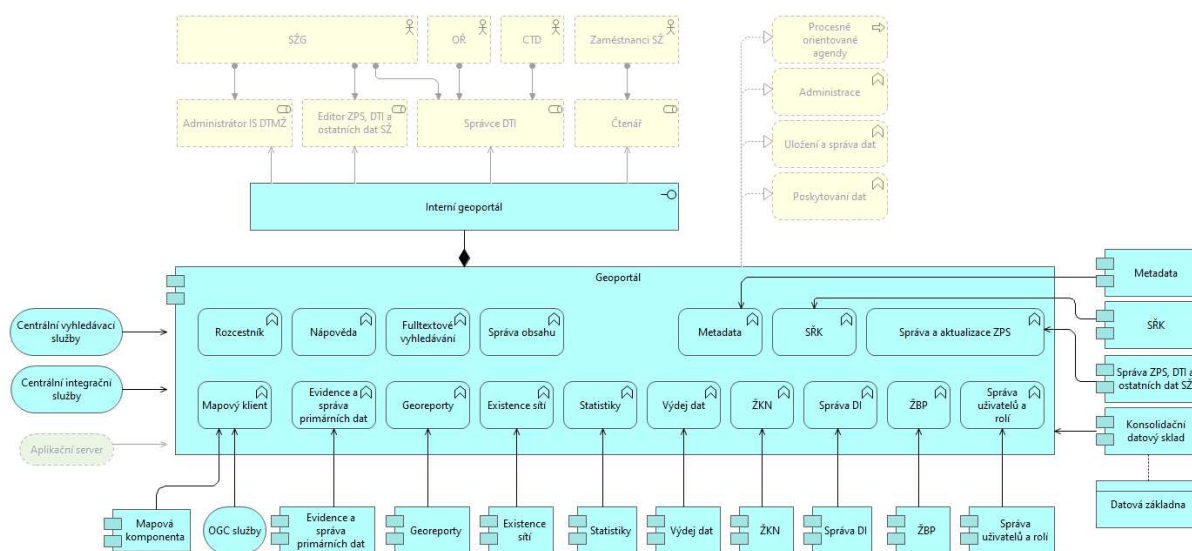 SŽG
OŘ
CTD
Zaměstnanci SŽ
Procesně
orientované
agendy
Administrace
Administrátor IS DTMŽ
Editor ZPS, DTI a
ostatních dat SŽ
Správce DTI
Čtenář
Uložení a správa dat
Poskytování dat
Interní geoportál
Geoportál
Metadata
Centrální vyhledávací
služby
Rozcestník
Nápověda
Fulltextové
vyhledávání
Správa obsahu
Metadata
SŘK
Správa a aktualizace ZPS
SŘK
Centrální integrační
služby
Správa ZPS, DTI a
ostatních dat SŽ
Mapový klient
Evidence a
správa
primárních dat
Georeporty
Existence sítí
Statistiky
Výdej dat
ŽKN
Správa DI
ŽBP
Správa
uživatelů a
rolí
Konsolidační
datový sklad
Aplikační server
Datová základna
Mapová
komponenta
OGC služby
Evidence a
správa
primárních dat
Georeporty
Existence
sítí
Statistiky
Výdej dat
ŽKN
Správa DI
ŽBP
Správa
uživatelů a rolí